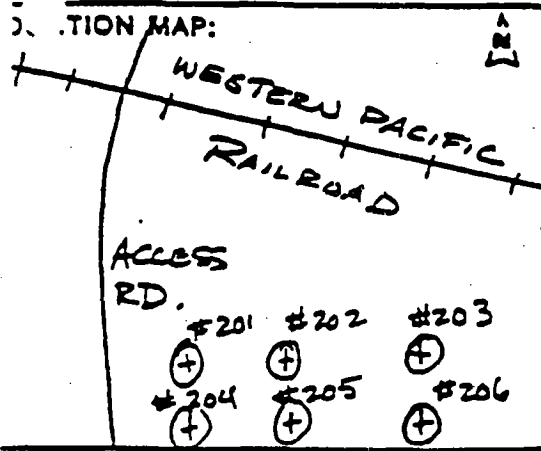 .TION MAP:
N
WESTERN PACIFIC
RAILROAD
ACCESS
RD.
#201 #202 #203
#204 #205 #206